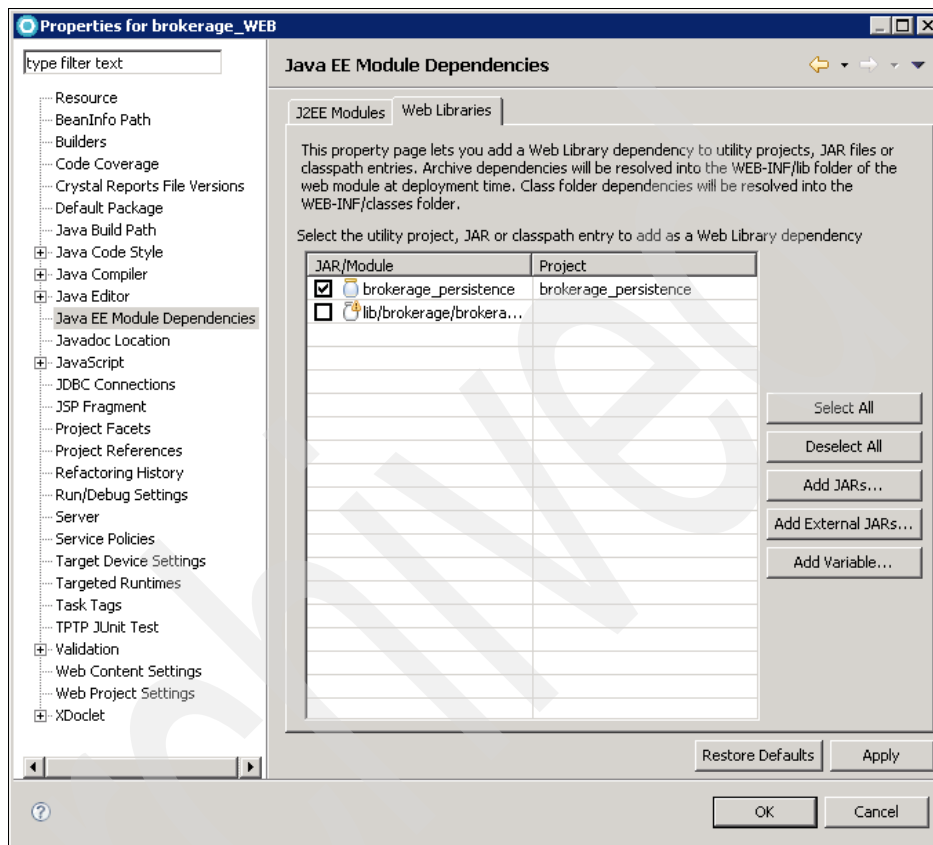 Properties for brokerage_WEB
type filter text
Resource
BeanInfo Path
Builders
Code Coverage
Crystal Reports File Versions
Default Package
Java Build Path
Java Code Style
Java Compiler
Java Editor
Java EE Module Dependencies
Javadoc Location
JavaScript
JDBC Connections
JSP Fragment
Project Facets
Project References
Refactoring History
Run/Debug Settings
Server
Service Policies
Target Device Settings
Targeted Runtimes
Task Tags
TPTP JUnit Test
Validation
Web Content Settings
Web Project Settings
XDoclet
Java EE Module Dependencies
J2EE Modules Web Libraries
This property page lets you add a Web Library dependency to utility projects, JAR files or
classpath entries. Archive dependencies will be resolved into the WEB-INF/lib folder of the
web module at deployment time. Class folder dependencies will be resolved into the
WEB-INF/classes folder.
Select the utility project, JAR or classpath entry to add as a Web Library dependency
JAR/Module Project
brokerage_persistence brokerage_persistence
lib/brokerage/brokera...
Select All
Deselect All
Add JARs...
Add External JARs...
Add Variable...
Restore Defaults Apply
OK Cancel